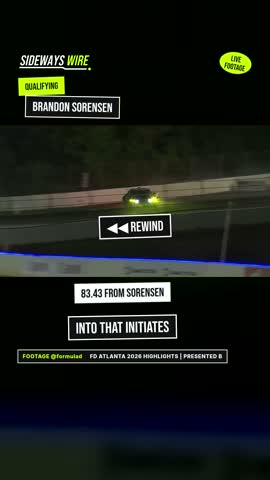 SIDEWAYS WIRE.
LIVE
FOOTAGE
QUALIFYING
BRANDON SORENSEN
REWIND
83.43 FROM SORENSEN
INTO THAT INITIATES
FOOTAGE @formulad FD ATLANTA 2026 HIGHLIGHTS | PRESENTED B